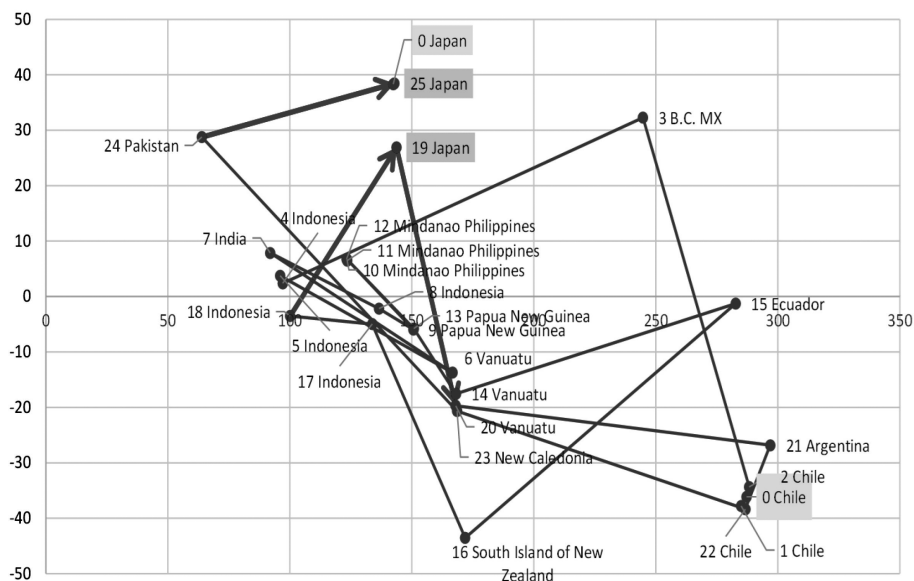 50
0 Japan
40
25 Japan
3 B.C. MX
30
24 Pakistan
19 Japan
20
4 Indonesia
12 Mindanao Philippines
7 India
10
11 Mindanao Philippines
10 Mindanao Philippines
8 Indonesia
0
15 Ecuador
18 Indonesia
13 Papua New Guinea
0 50 100 150 200 250 300 350
9 Papua New Guinea
5 Indonesia
-10
6 Vanuatu
17 Indonesia
14 Vanuatu
-20
20 Vanuatu
21 Argentina
23 New Caledonia
-30
2 Chile
0 Chile
-40
22 Chile
1 Chile
16 South Island of New
Zealand
-50